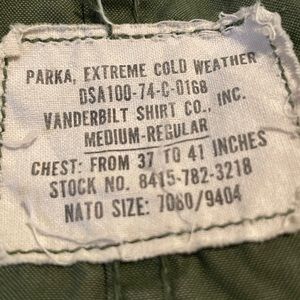 PARKA, EXTREME COLD WEATHER
DSA100-74-C-0168
VANDERBILT SHIRT CO., INC.
MEDIUM-REGULAR
CHEST: FROM 37 TO 41 INCHES
STOCK NO. 8415-782-3218
NATO SIZE: 7080/9404